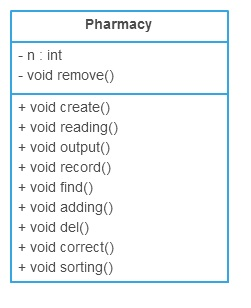 Pharmacy
- n : int
- void remove()
+ void create()
+ void reading()
+ void output()
+ void record()
+ void find()
+ void adding()
+ void del()
+ void correct()
+ void sorting()